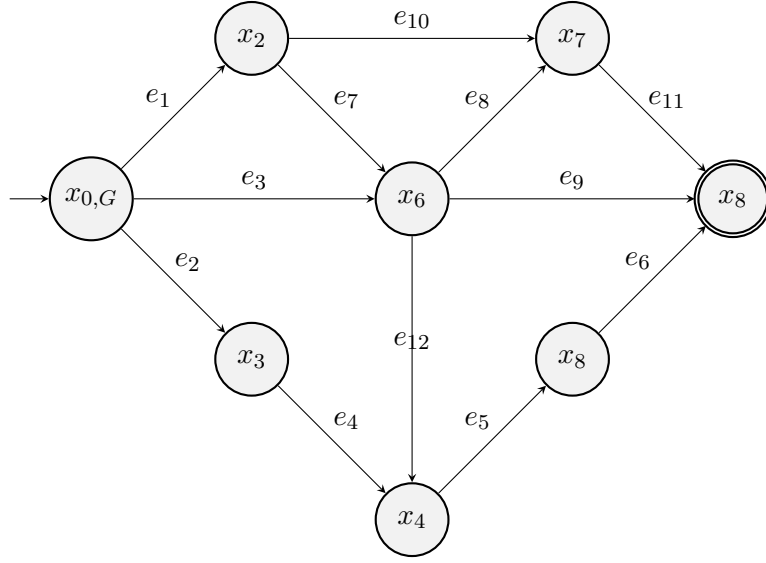 x_2
e_10
x_7
e_1
e_7
e_8
e_11
x_{0,G}
e_3
x_6
e_9
x_8
e_2
e_6
x_3
e_12
x_8
e_4
e_5
x_4